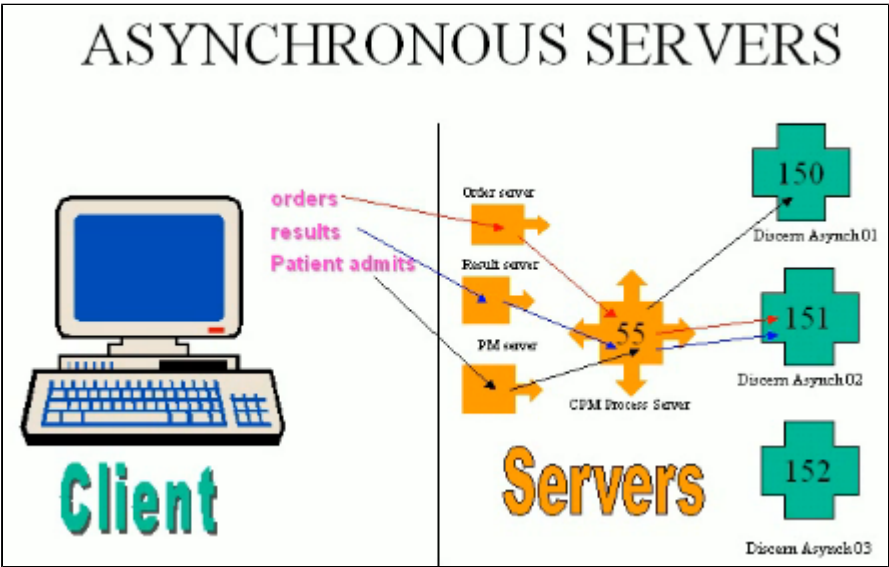 ASYNCHRONOUS SERVERS
orders
results
Patient admits
Client
Order server
Result server
PM server
55
CPM Process Server
Servers
150
Discern Asynch 01
151
Discern Asynch 02
152
Discern Asynch 03